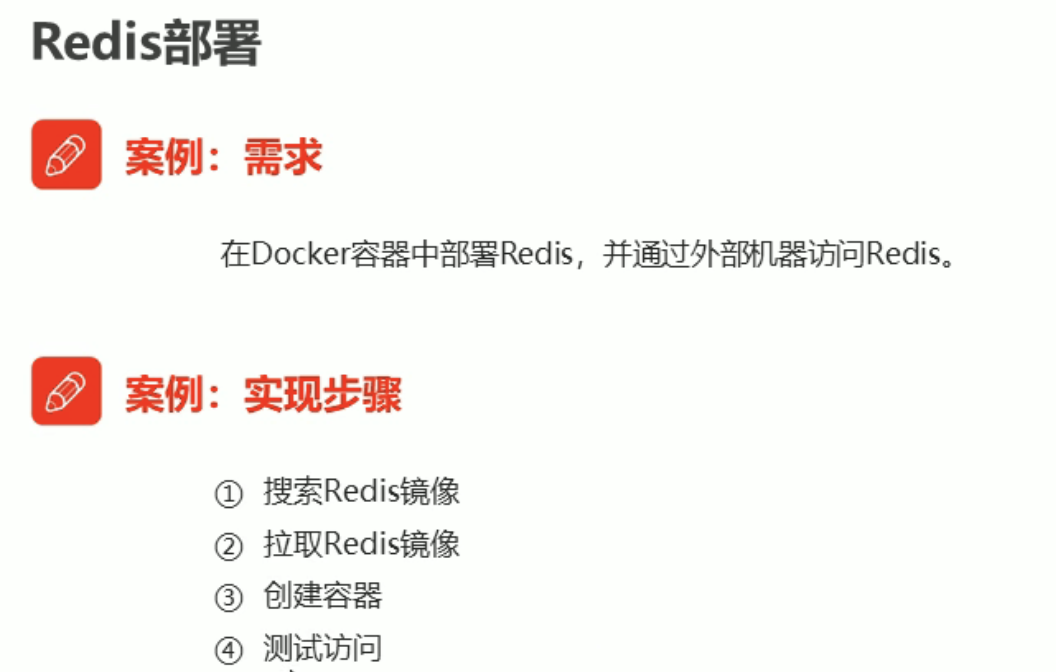 Redis部署
案例：需求
在Docker容器中部署Redis，并通过外部机器访问Redis。
案例：实现步骤
① 搜索Redis镜像
② 拉取Redis镜像
③ 创建容器
④ 测试访问